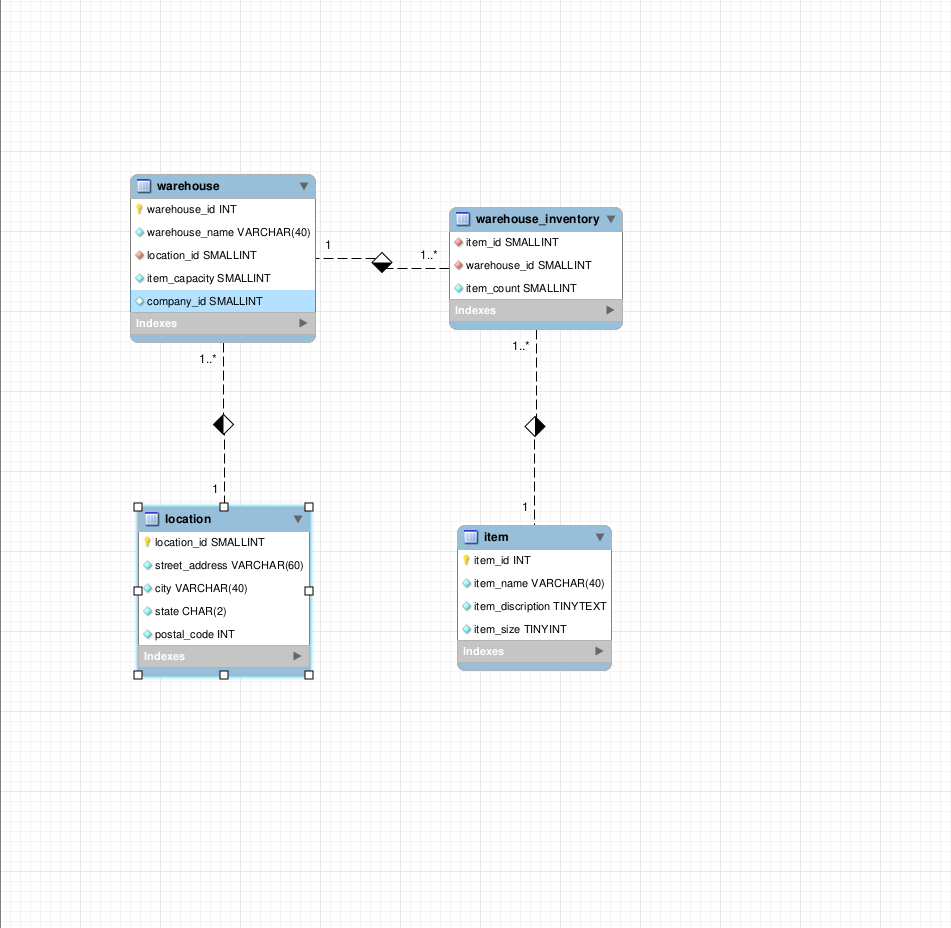 warehouse
warehouse_id INT
warehouse_name VARCHAR(40)
location_id SMALLINT
item_capacity SMALLINT
company_id SMALLINT
Indexes
1
1..*
warehouse_inventory
item_id SMALLINT
warehouse_id SMALLINT
item_count SMALLINT
Indexes
1..*
1
location
location_id SMALLINT
street_address VARCHAR(60)
city VARCHAR(40)
state CHAR(2)
postal_code INT
Indexes
1..*
1
item
item_id INT
item_name VARCHAR(40)
item_discription TINYTEXT
item_size TINYINT
Indexes